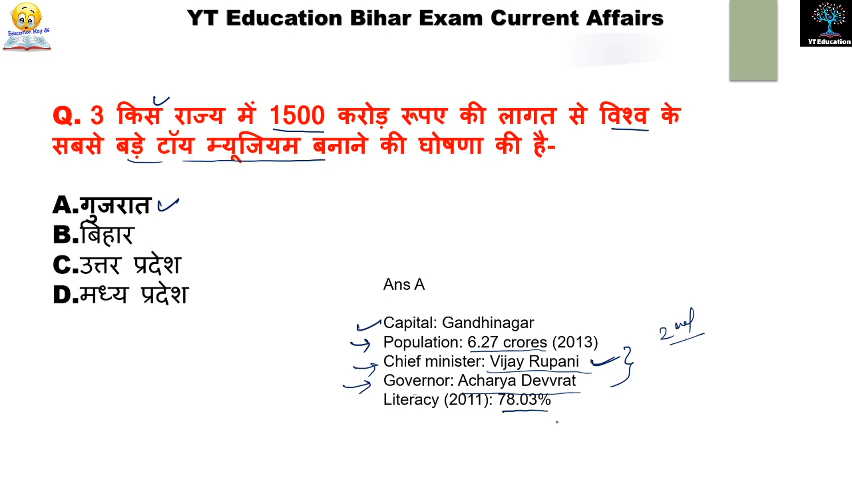 YT Education Bihar Exam Current Affairs
Education Key
YT Education
Q. 3 किस राज्य में 1500 करोड़ रूपए की लागत से विश्व के
सबसे बड़े टॉय म्यूजियम बनाने की घोषणा की है-
A.गुजरात
B.बिहार
C.उत्तर प्रदेश
D.मध्य प्रदेश
Ans A
Capital: Gandhinagar
Population: 6.27 crores (2013)
Chief minister: Vijay Rupani
Governor: Acharya Devvrat
Literacy (2011): 78.03%